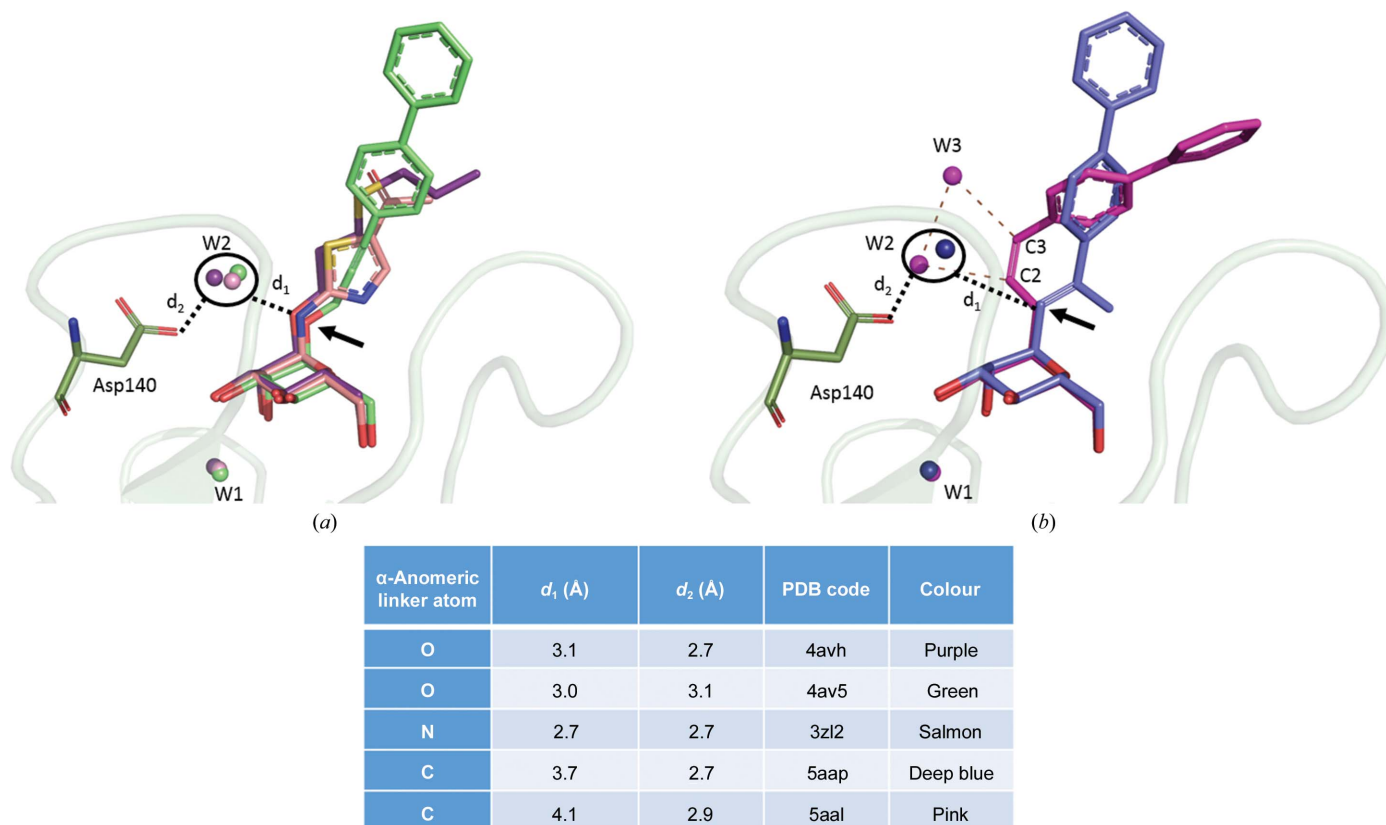 W2
d1
d2
Asp140
W1
(a)
W3
W2
C3
C2
d2
d1
Asp140
W1
(b)
α-Anomeric linker atom d1 (Å) d2 (Å) PDB code Colour
O 3.1 2.7 4avh Purple
O 3.0 3.1 4av5 Green
N 2.7 2.7 3zl2 Salmon
C 3.7 2.7 5aap Deep blue
C 4.1 2.9 5aal Pink